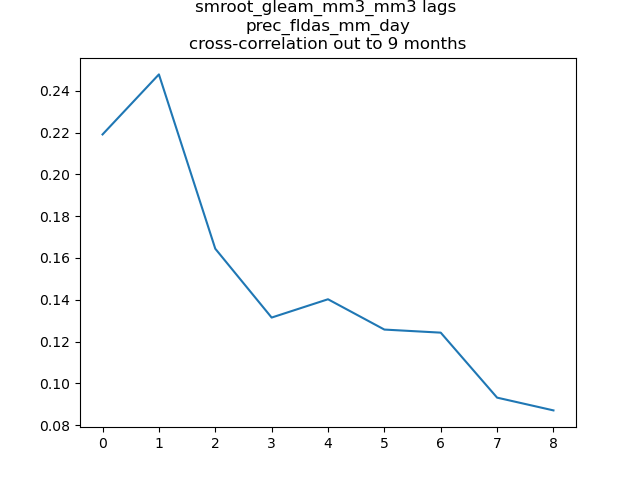 smroot_gleam_mm3_mm3 lags
prec_fldas_mm_day
cross-correlation out to 9 months
0.24
0.22
0.20
0.18
0.16
0.14
0.12
0.10
0.08
0 1 2 3 4 5 6 7 8